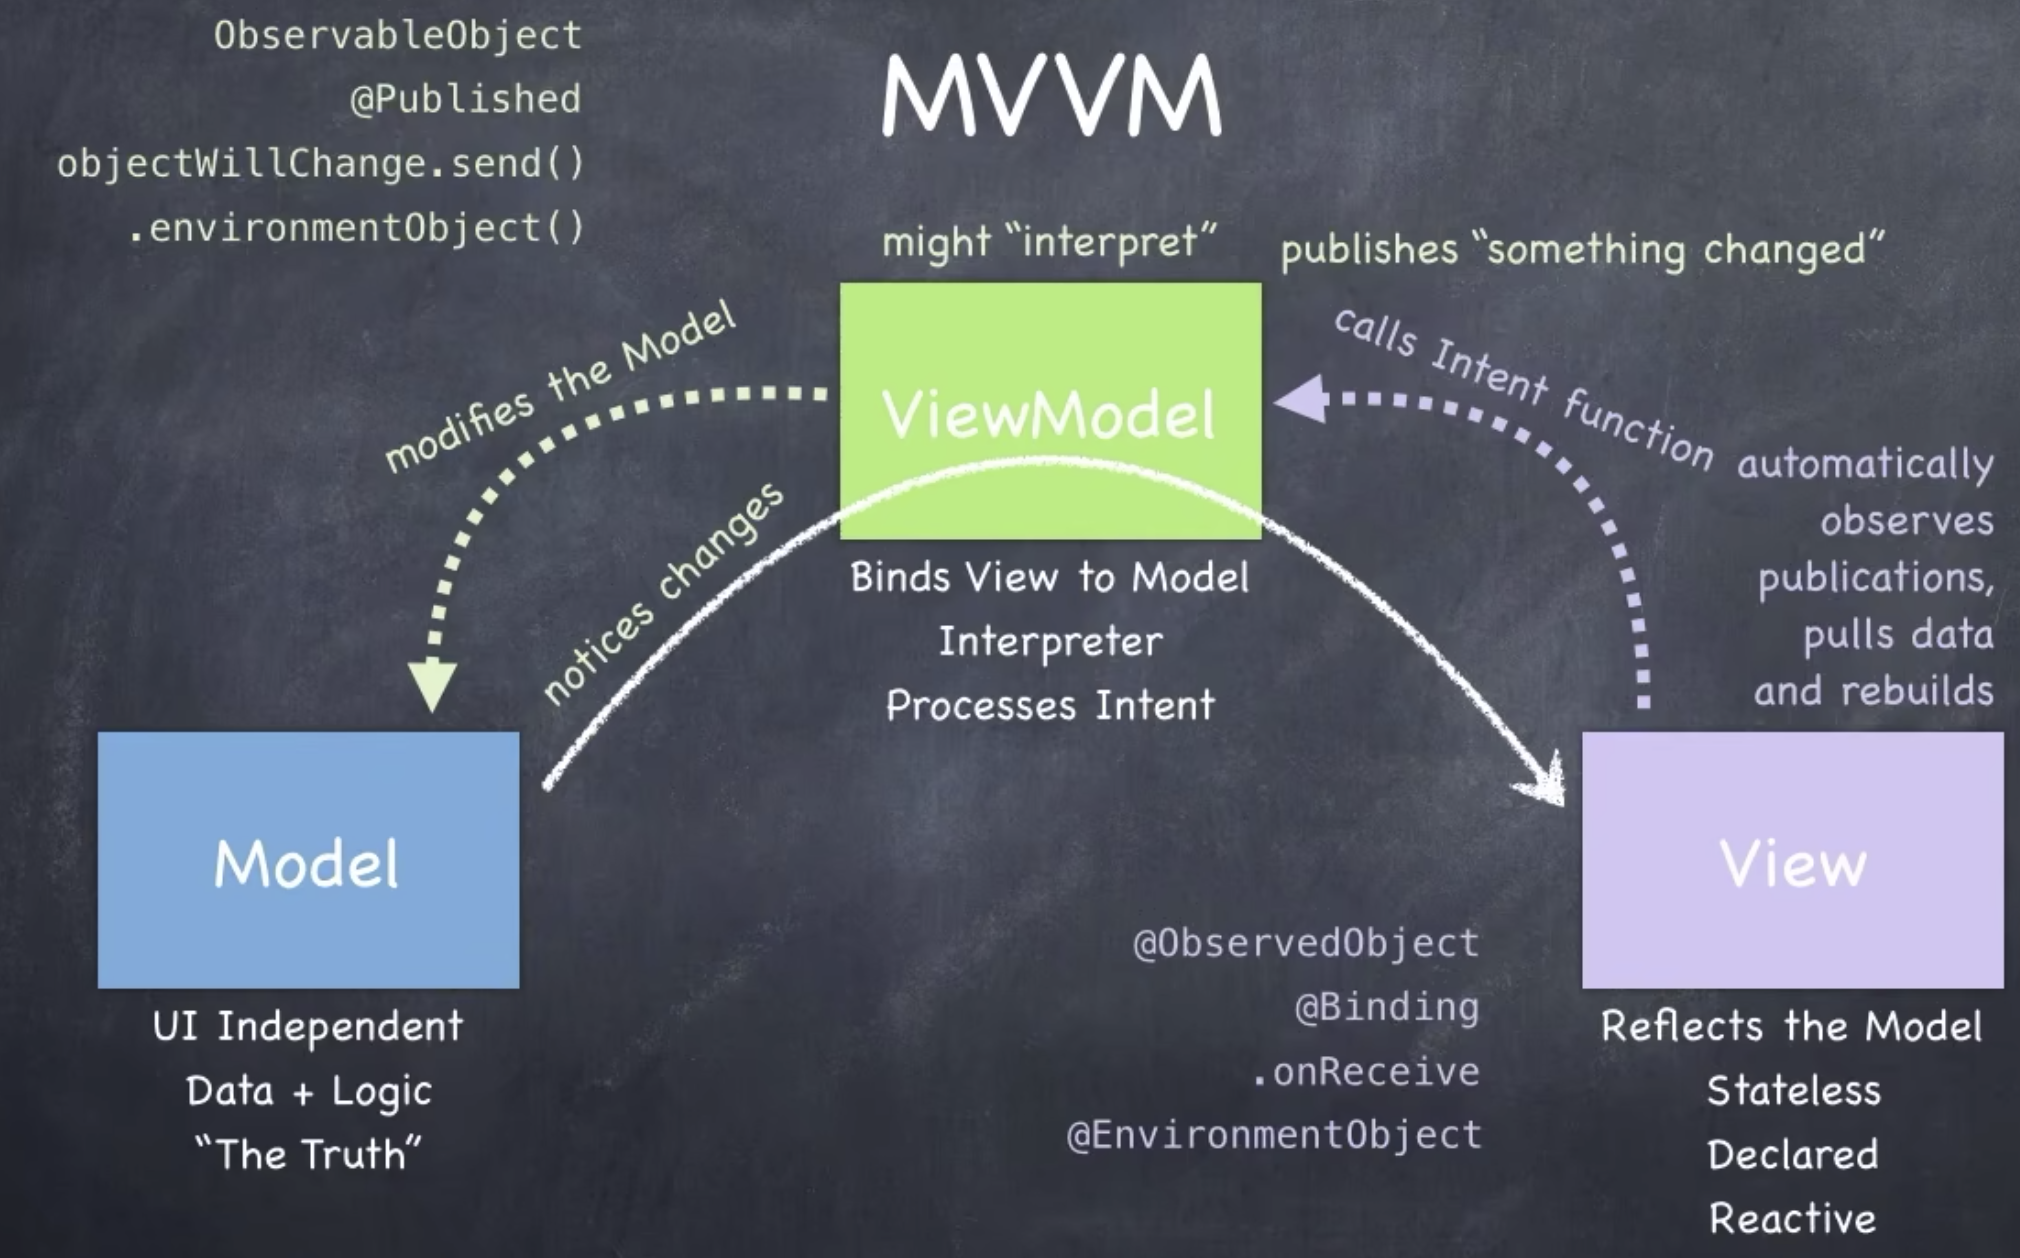 ObservableObject
@Published
objectWillChange.send()
.environmentObject()
MVVM
might “interpret”
publishes “something changed”
modifies the Model
ViewModel
calls Intent function
notices changes
automatically
observes
publications,
pulls data
and rebuilds
Binds View to Model
Interpreter
Processes Intent
Model
View
UI Independent
Data + Logic
“The Truth”
@ObservedObject
@Binding
.onReceive
@EnvironmentObject
Reflects the Model
Stateless
Declared
Reactive